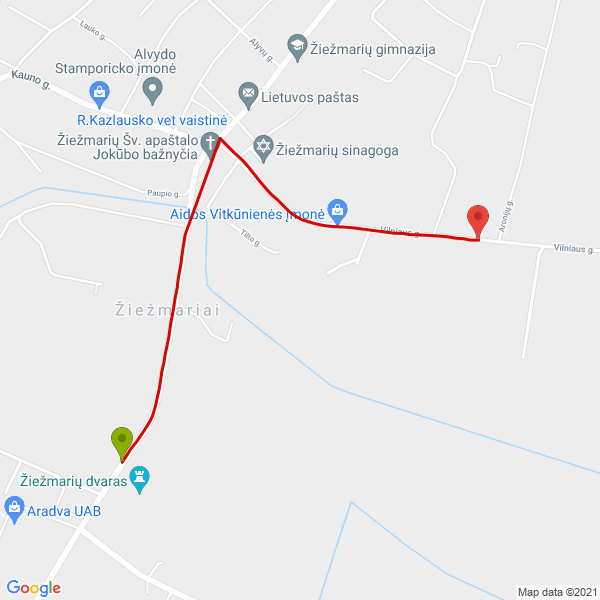 Lauko g.
Alyvų g.
Žiežmarių gimnazija
Alvydo
Stamporicko įmonė
Kauno g.
Lietuvos paštas
R.Kazlausko vet vaistinė
Žiežmarių Šv. apaštalo
Jokūbo bažnyčia
Žiežmarių sinagoga
Paupio g.
Aidos Vitkūnienės įmonė
Aronijų g.
Tilto g.
Vilniaus g.
Vilniaus g.
Žiežmariai
Žiežmarių dvaras
Aradva UAB
Google
Map data ©2021